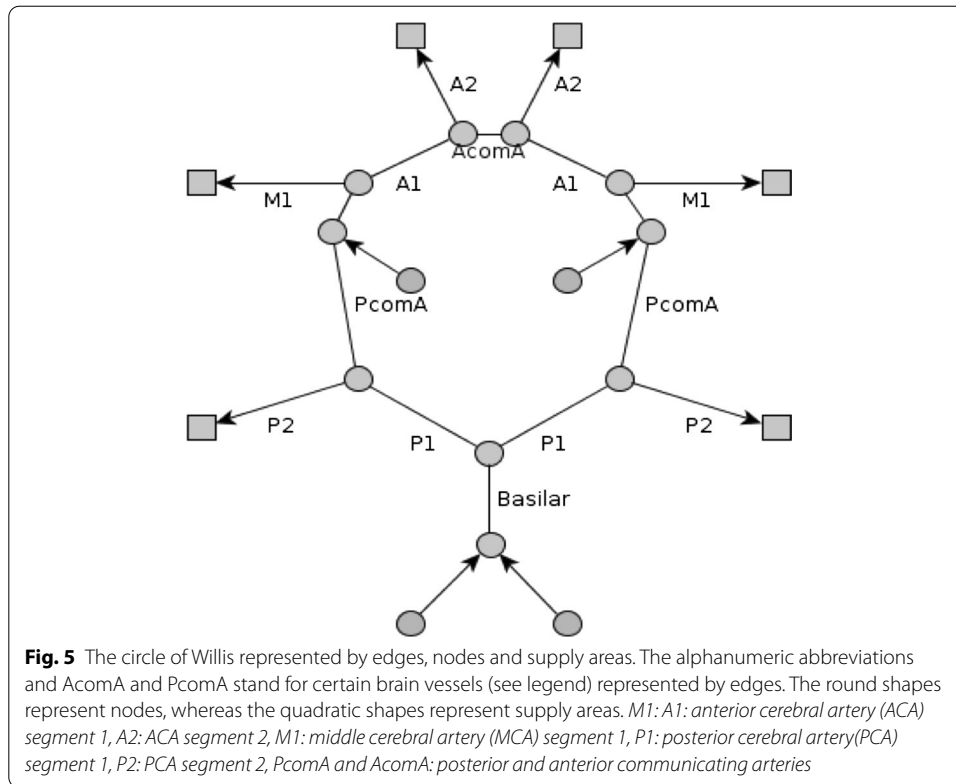 A2 A2
AcomA
A1 A1
M1 M1
PcomA PcomA
P2 P2
P1 P1
Basilar
Fig. 5 The circle of Willis represented by edges, nodes and supply areas. The alphanumeric abbreviations
and AcomA and PcomA stand for certain brain vessels (see legend) represented by edges. The round shapes
represent nodes, whereas the quadratic shapes represent supply areas. M1: A1: anterior cerebral artery (ACA)
segment 1, A2: ACA segment 2, M1: middle cerebral artery (MCA) segment 1, P1: posterior cerebral artery(PCA)
segment 1, P2: PCA segment 2, PcomA and AcomA: posterior and anterior communicating arteries